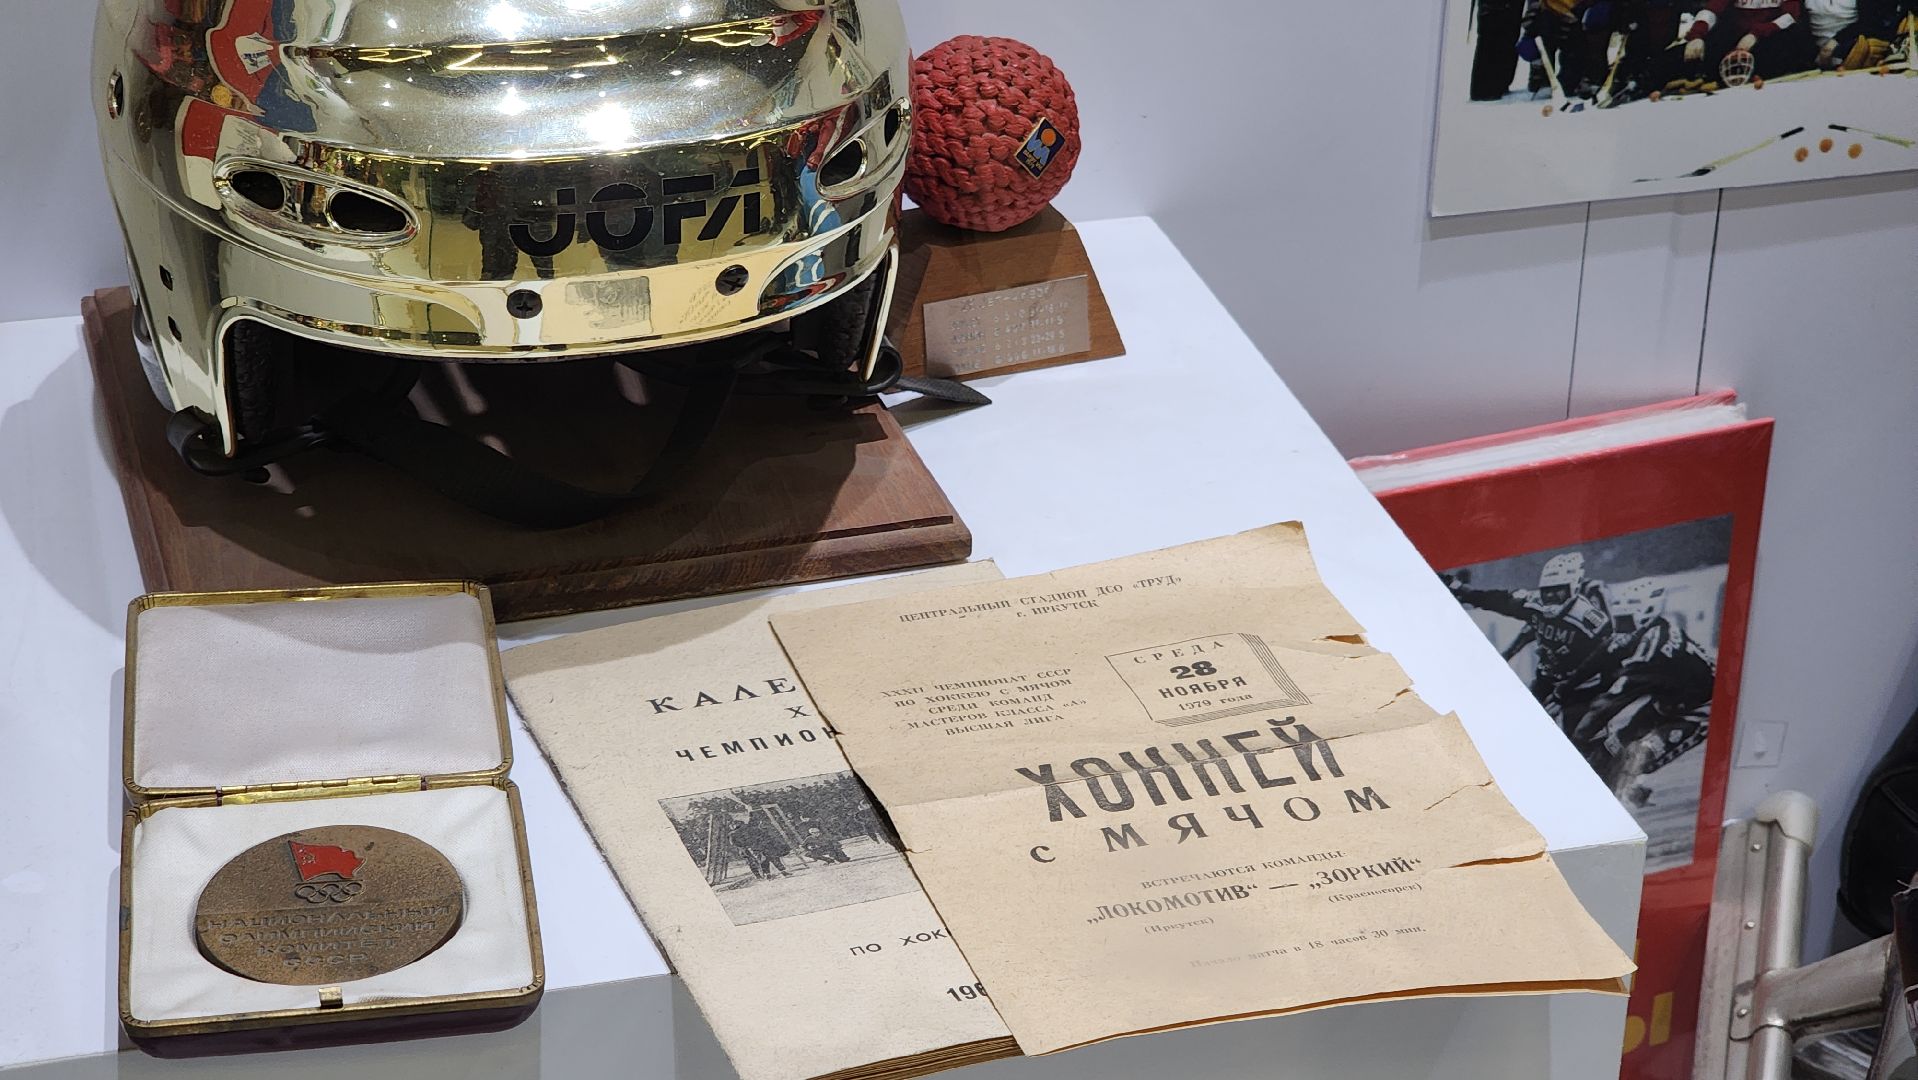 JOFA
НАЦИОНАЛЬНЫЙ
ОЛИМПИЙСКИЙ
КОМИТЕТ
СССР
КАЛЕ
Х
ЧЕМПИОН
ПО ХОК
196
ЦЕНТРАЛЬНЫЙ СТАДИОН ДСО «ТРУД»
г. ИРКУТСК
XXXII ЧЕМПИОНАТ СССР
ПО ХОККЕЮ С МЯЧОМ
СРЕДИ КОМАНД
МАСТЕРОВ КЛАССА «А»
ВЫСШАЯ ЛИГА
СРЕДА
28
НОЯБРЯ
1979 года
ХОККЕЙ
С МЯЧОМ
ВСТРЕЧАЮТСЯ КОМАНДЫ:
„ЛОКОМОТИВ“ — „ЗОРКИЙ“
(Иркутск) (Красногорск)
Начало матча в 18 часов 30 мин.
SUOMI
Ы